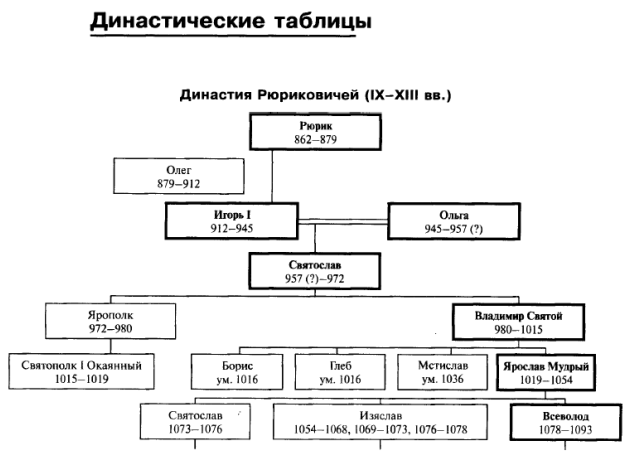 Династические таблицы
Династия Рюриковичей (IX–XIII вв.)
Рюрик
862–879
Олег
879–912
Игорь I
912–945
Ольга
945–957 (?)
Святослав
957 (?)–972
Ярополк
972–980
Владимир Святой
980–1015
Святополк I Окаянный
1015–1019
Борис
ум. 1016
Глеб
ум. 1016
Мстислав
ум. 1036
Ярослав Мудрый
1019–1054
Святослав
1073–1076
Изяслав
1054–1068, 1069–1073, 1076–1078
Всеволод
1078–1093